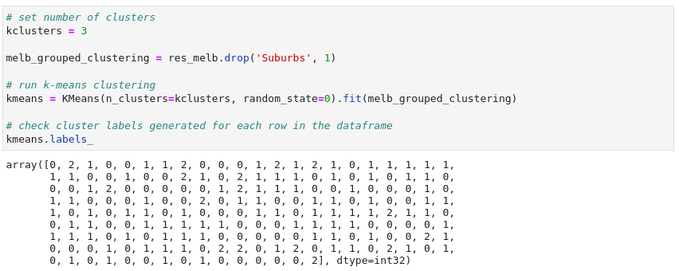 # set number of clusters
kclusters = 3
melb_grouped_clustering = res_melb.drop('Suburbs', 1)
# run k-means clustering
kmeans = KMeans(n_clusters=kclusters, random_state=0).fit(melb_grouped_clustering)
# check cluster labels generated for each row in the dataframe
kmeans.labels_
array([0, 2, 1, 0, 0, 1, 1, 2, 0, 0, 0, 1, 2, 1, 2, 1, 0, 1, 1, 1, 1, 1,
1, 1, 0, 0, 1, 0, 0, 2, 1, 0, 2, 1, 1, 1, 0, 1, 0, 1, 0, 1, 1, 0,
0, 0, 1, 2, 0, 0, 0, 0, 0, 1, 2, 1, 1, 1, 0, 0, 1, 0, 0, 0, 1, 0,
1, 1, 0, 0, 0, 1, 0, 0, 2, 0, 1, 1, 0, 0, 1, 1, 0, 1, 0, 0, 1, 1,
1, 0, 1, 0, 1, 1, 0, 1, 0, 0, 0, 1, 1, 0, 1, 1, 1, 1, 2, 1, 1, 0,
0, 1, 1, 0, 0, 1, 1, 1, 1, 1, 0, 0, 0, 1, 1, 1, 1, 0, 0, 0, 0, 1,
1, 1, 1, 0, 1, 0, 1, 1, 1, 0, 0, 0, 0, 0, 1, 1, 0, 1, 0, 0, 2, 1,
0, 0, 0, 1, 0, 1, 1, 1, 0, 2, 2, 0, 1, 2, 0, 1, 1, 0, 2, 1, 0, 1,
0, 1, 0, 1, 0, 0, 1, 0, 1, 0, 0, 0, 0, 0, 2], dtype=int32)